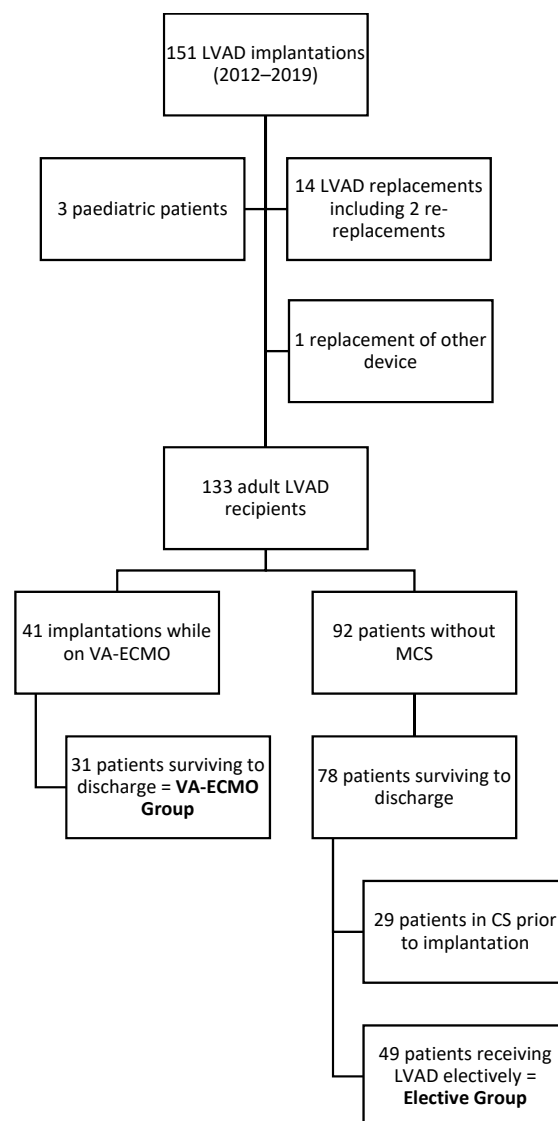 151 LVAD implantations
(2012–2019)
3 paediatric patients
14 LVAD replacements
including 2 re-
replacements
1 replacement of other
device
133 adult LVAD
recipients
41 implantations while
on VA-ECMO
92 patients without
MCS
31 patients surviving to
discharge = VA-ECMO
Group
78 patients surviving to
discharge
29 patients in CS prior
to implantation
49 patients receiving
LVAD electively =
Elective Group